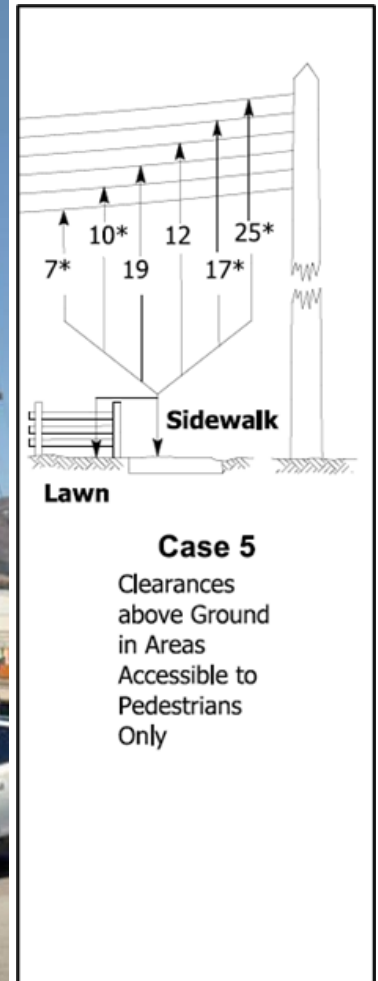 7* 10* 19 12 17* 25*
Sidewalk
Lawn
Case 5
Clearances
above Ground
in Areas
Accessible to
Pedestrians
Only